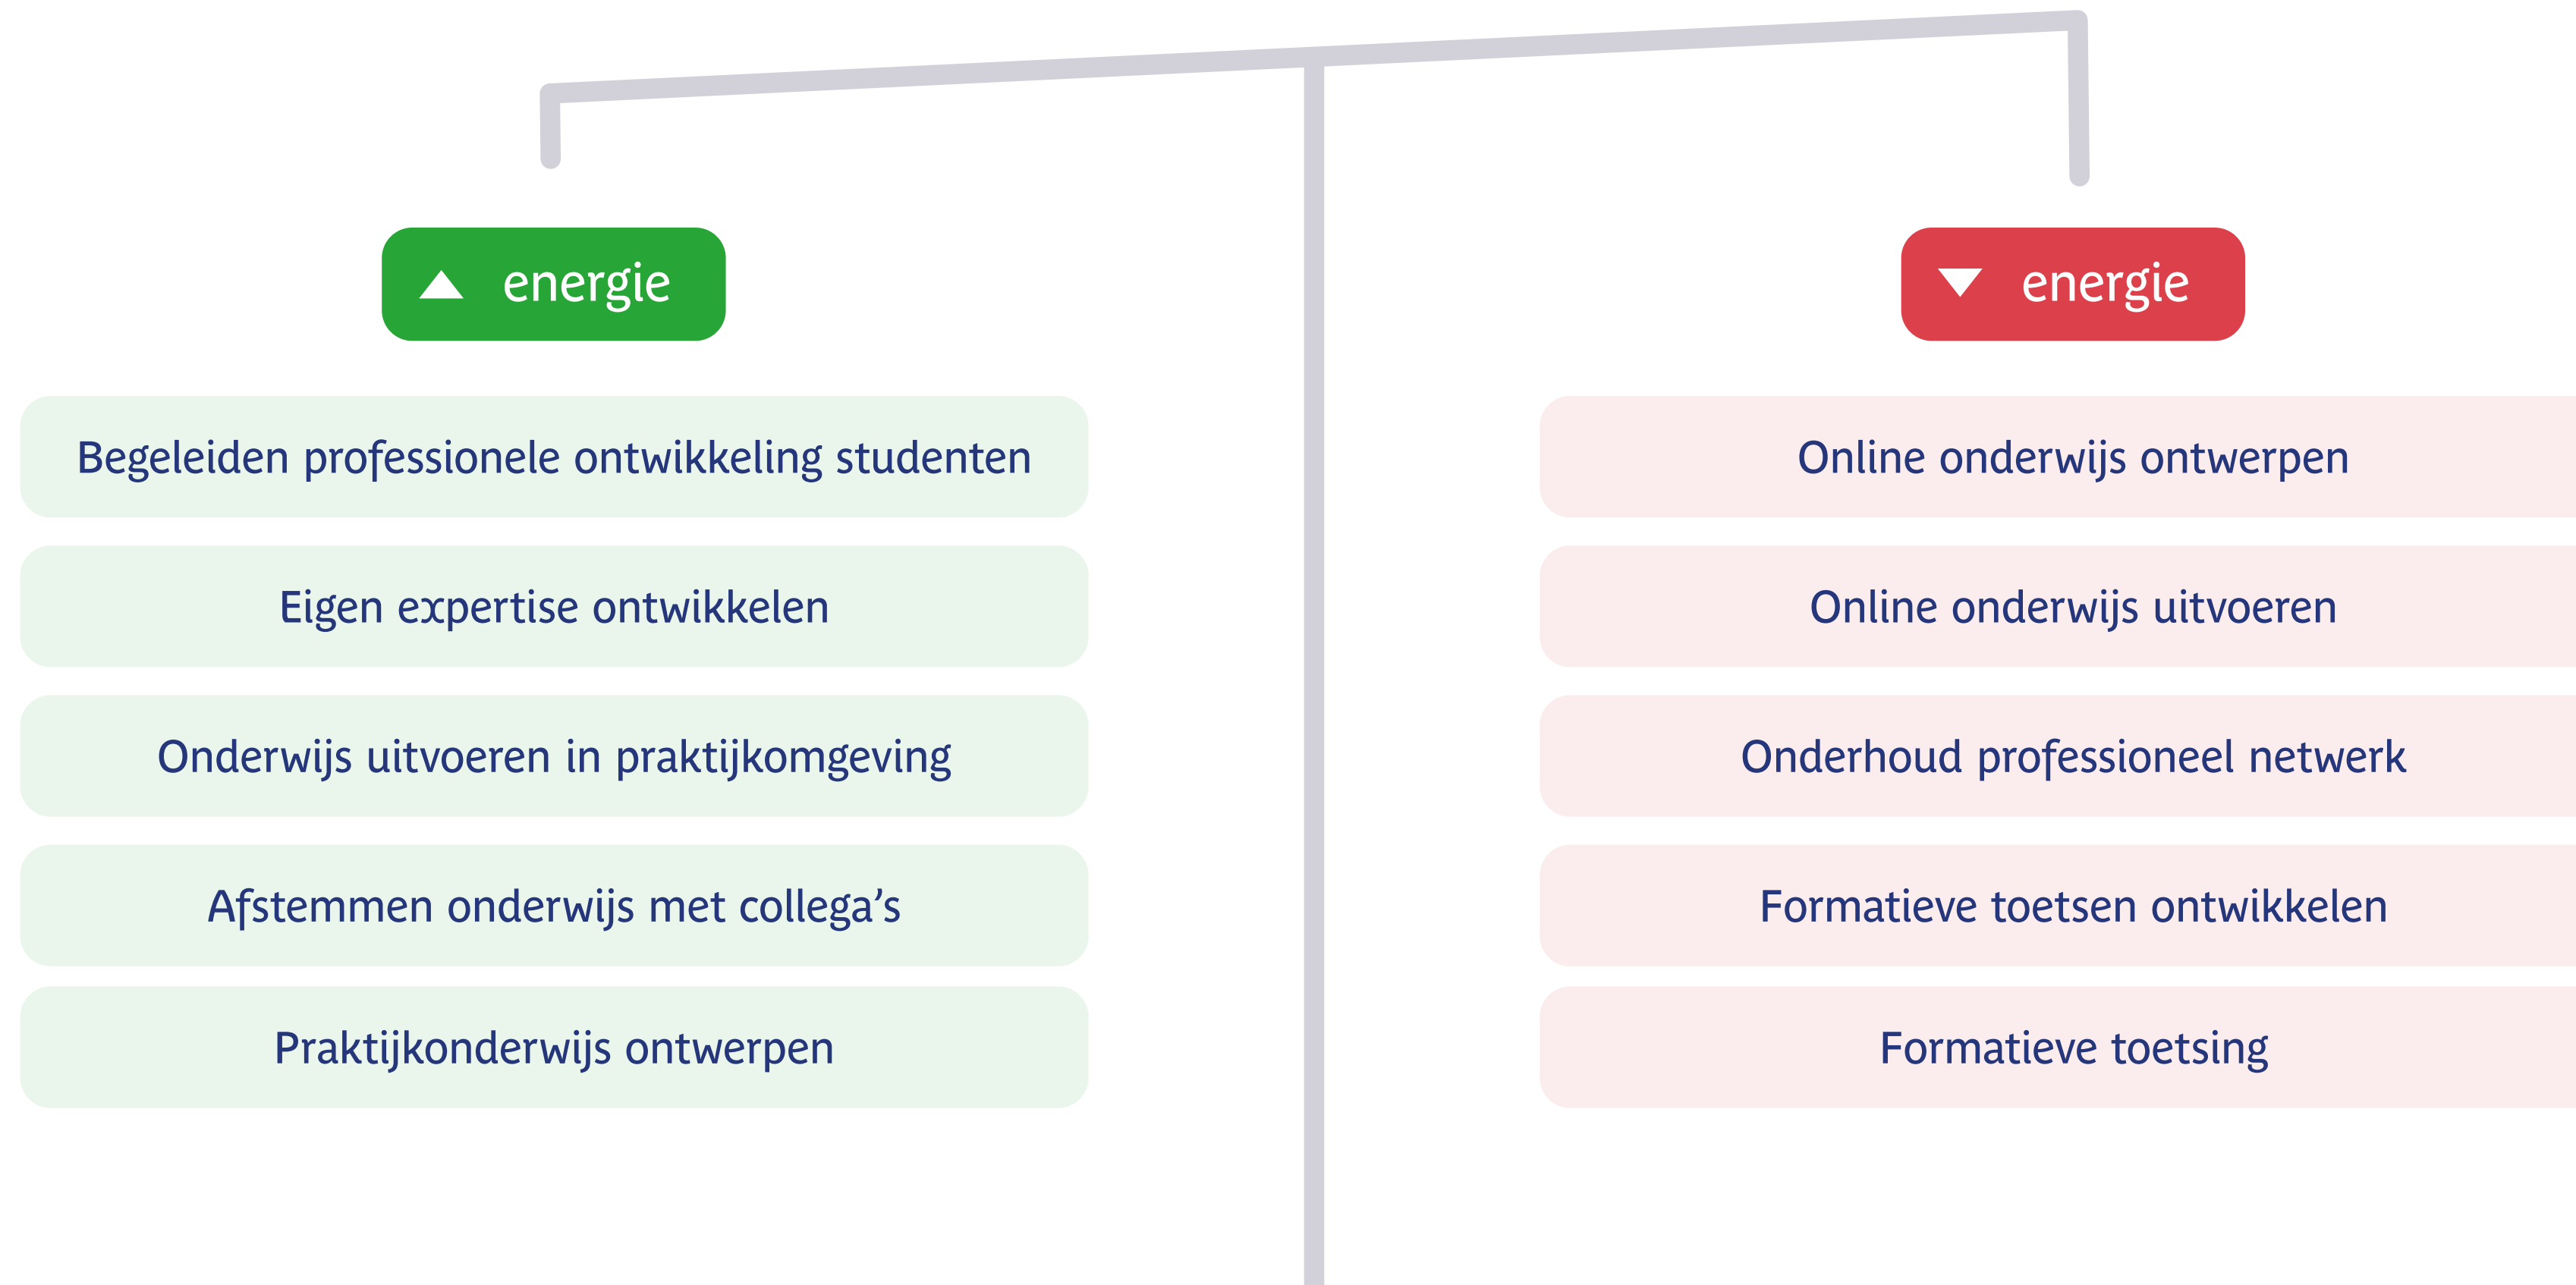 energie
Begeleiden professionele ontwikkeling studenten
Eigen expertise ontwikkelen
Onderwijs uitvoeren in praktijkomgeving
Afstemmen onderwijs met collega’s
Praktijkonderwijs ontwerpen
energie
Online onderwijs ontwerpen
Online onderwijs uitvoeren
Onderhoud professioneel netwerk
Formatieve toetsen ontwikkelen
Formatieve toetsing